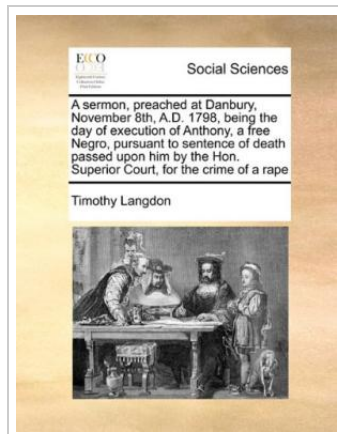 ECCO
Social Sciences
A sermon, preached at Danbury,
November 8th, A.D. 1798, being the
day of execution of Anthony, a free
Negro, pursuant to sentence of death
passed upon him by the Hon.
Superior Court, for the crime of a rape
Timothy Langdon